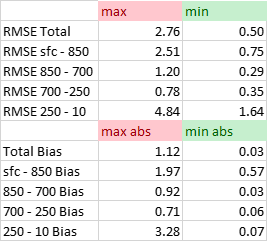 max min
RMSE Total 2.76 0.50
RMSE sfc - 850 2.51 0.75
RMSE 850 - 700 1.20 0.29
RMSE 700 -250 0.78 0.35
RMSE 250 - 10 4.84 1.64
max abs min abs
Total Bias 1.12 0.03
sfc - 850 Bias 1.97 0.57
850 - 700 Bias 0.92 0.03
700 - 250 Bias 0.71 0.06
250 - 10 Bias 3.28 0.07